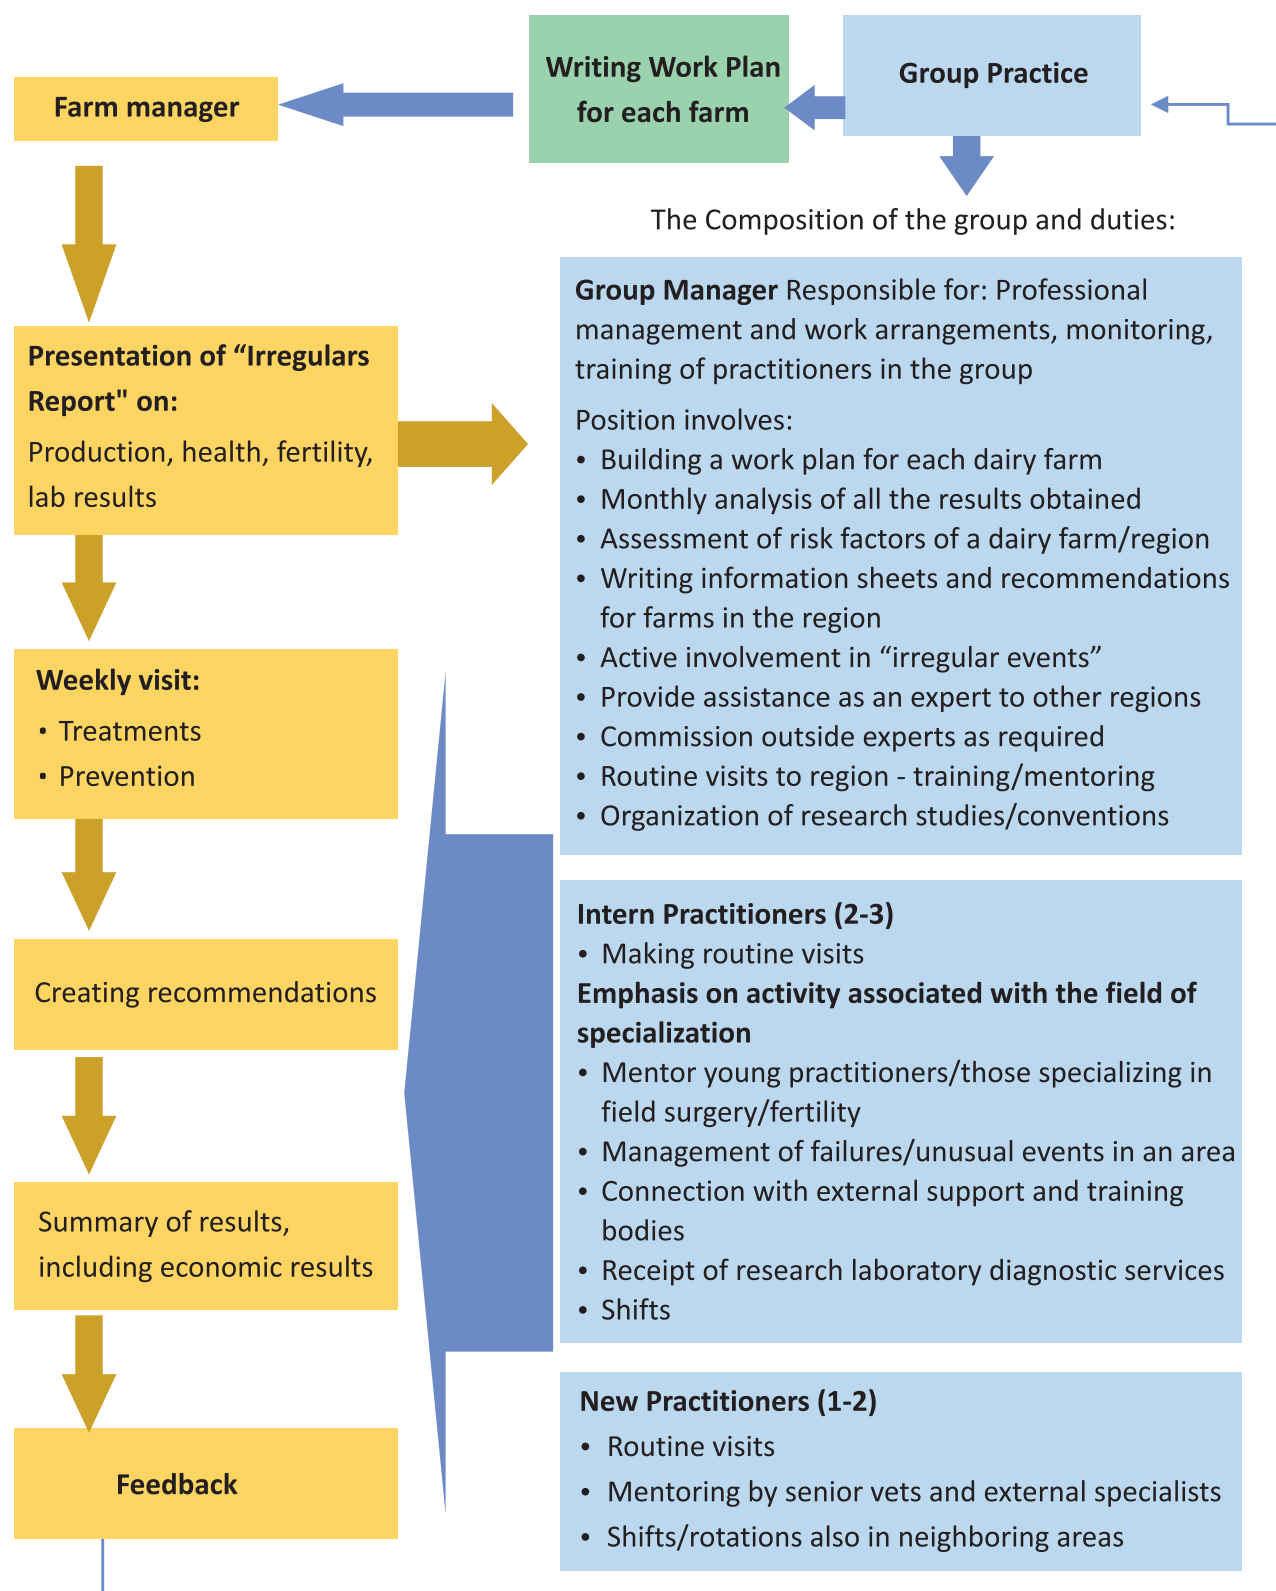 Writing Work Plan
for each farm
Group Practice
Farm manager
The Composition of the group and duties:
Presentation of “Irregulars
Report" on:
Production, health, fertility,
lab results
Weekly visit:
• Treatments
• Prevention
Creating recommendations
Summary of results,
including economic results
Feedback
Group Manager Responsible for: Professional
management and work arrangements, monitoring,
training of practitioners in the group
Position involves:
• Building a work plan for each dairy farm
• Monthly analysis of all the results obtained
• Assessment of risk factors of a dairy farm/region
• Writing information sheets and recommendations
for farms in the region
• Active involvement in “irregular events”
• Provide assistance as an expert to other regions
• Commission outside experts as required
• Routine visits to region - training/mentoring
• Organization of research studies/conventions
Intern Practitioners (2-3)
• Making routine visits
Emphasis on activity associated with the field of
specialization
• Mentor young practitioners/those specializing in
field surgery/fertility
• Management of failures/unusual events in an area
• Connection with external support and training
bodies
• Receipt of research laboratory diagnostic services
• Shifts
New Practitioners (1-2)
• Routine visits
• Mentoring by senior vets and external specialists
• Shifts/rotations also in neighboring areas